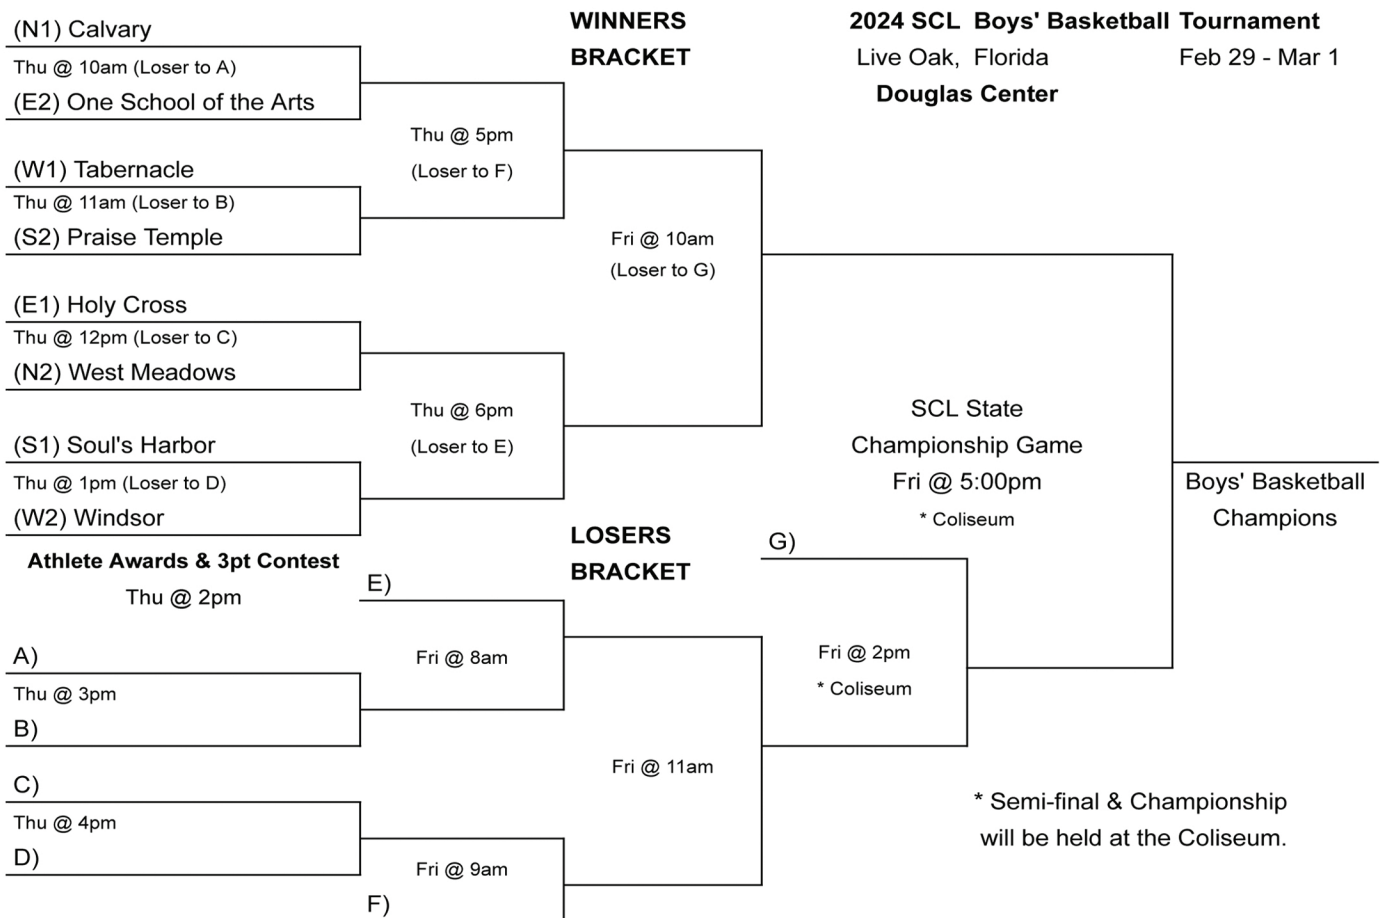 (N1) Calvary
Thu @ 10am (Loser to A)
(E2) One School of the Arts
(W1) Tabernacle
Thu @ 11am (Loser to B)
(S2) Praise Temple
(E1) Holy Cross
Thu @ 12pm (Loser to C)
(N2) West Meadows
(S1) Soul's Harbor
Thu @ 1pm (Loser to D)
(W2) Windsor
WINNERS
BRACKET
2024 SCL Boys' Basketball Tournament
Live Oak, Florida Feb 29 - Mar 1
Douglas Center
Thu @ 5pm
(Loser to F)
Thu @ 6pm
(Loser to E)
Fri @ 10am
(Loser to G)
SCL State
Championship Game
Fri @ 5:00pm
* Coliseum
Boys' Basketball
Champions
Athlete Awards & 3pt Contest
Thu @ 2pm
LOSERS
BRACKET
A)
Thu @ 3pm
B)
C)
Thu @ 4pm
D)
E)
Fri @ 8am
Fri @ 9am
F)
Fri @ 11am
G)
Fri @ 2pm
* Coliseum
* Semi-final & Championship
will be held at the Coliseum.